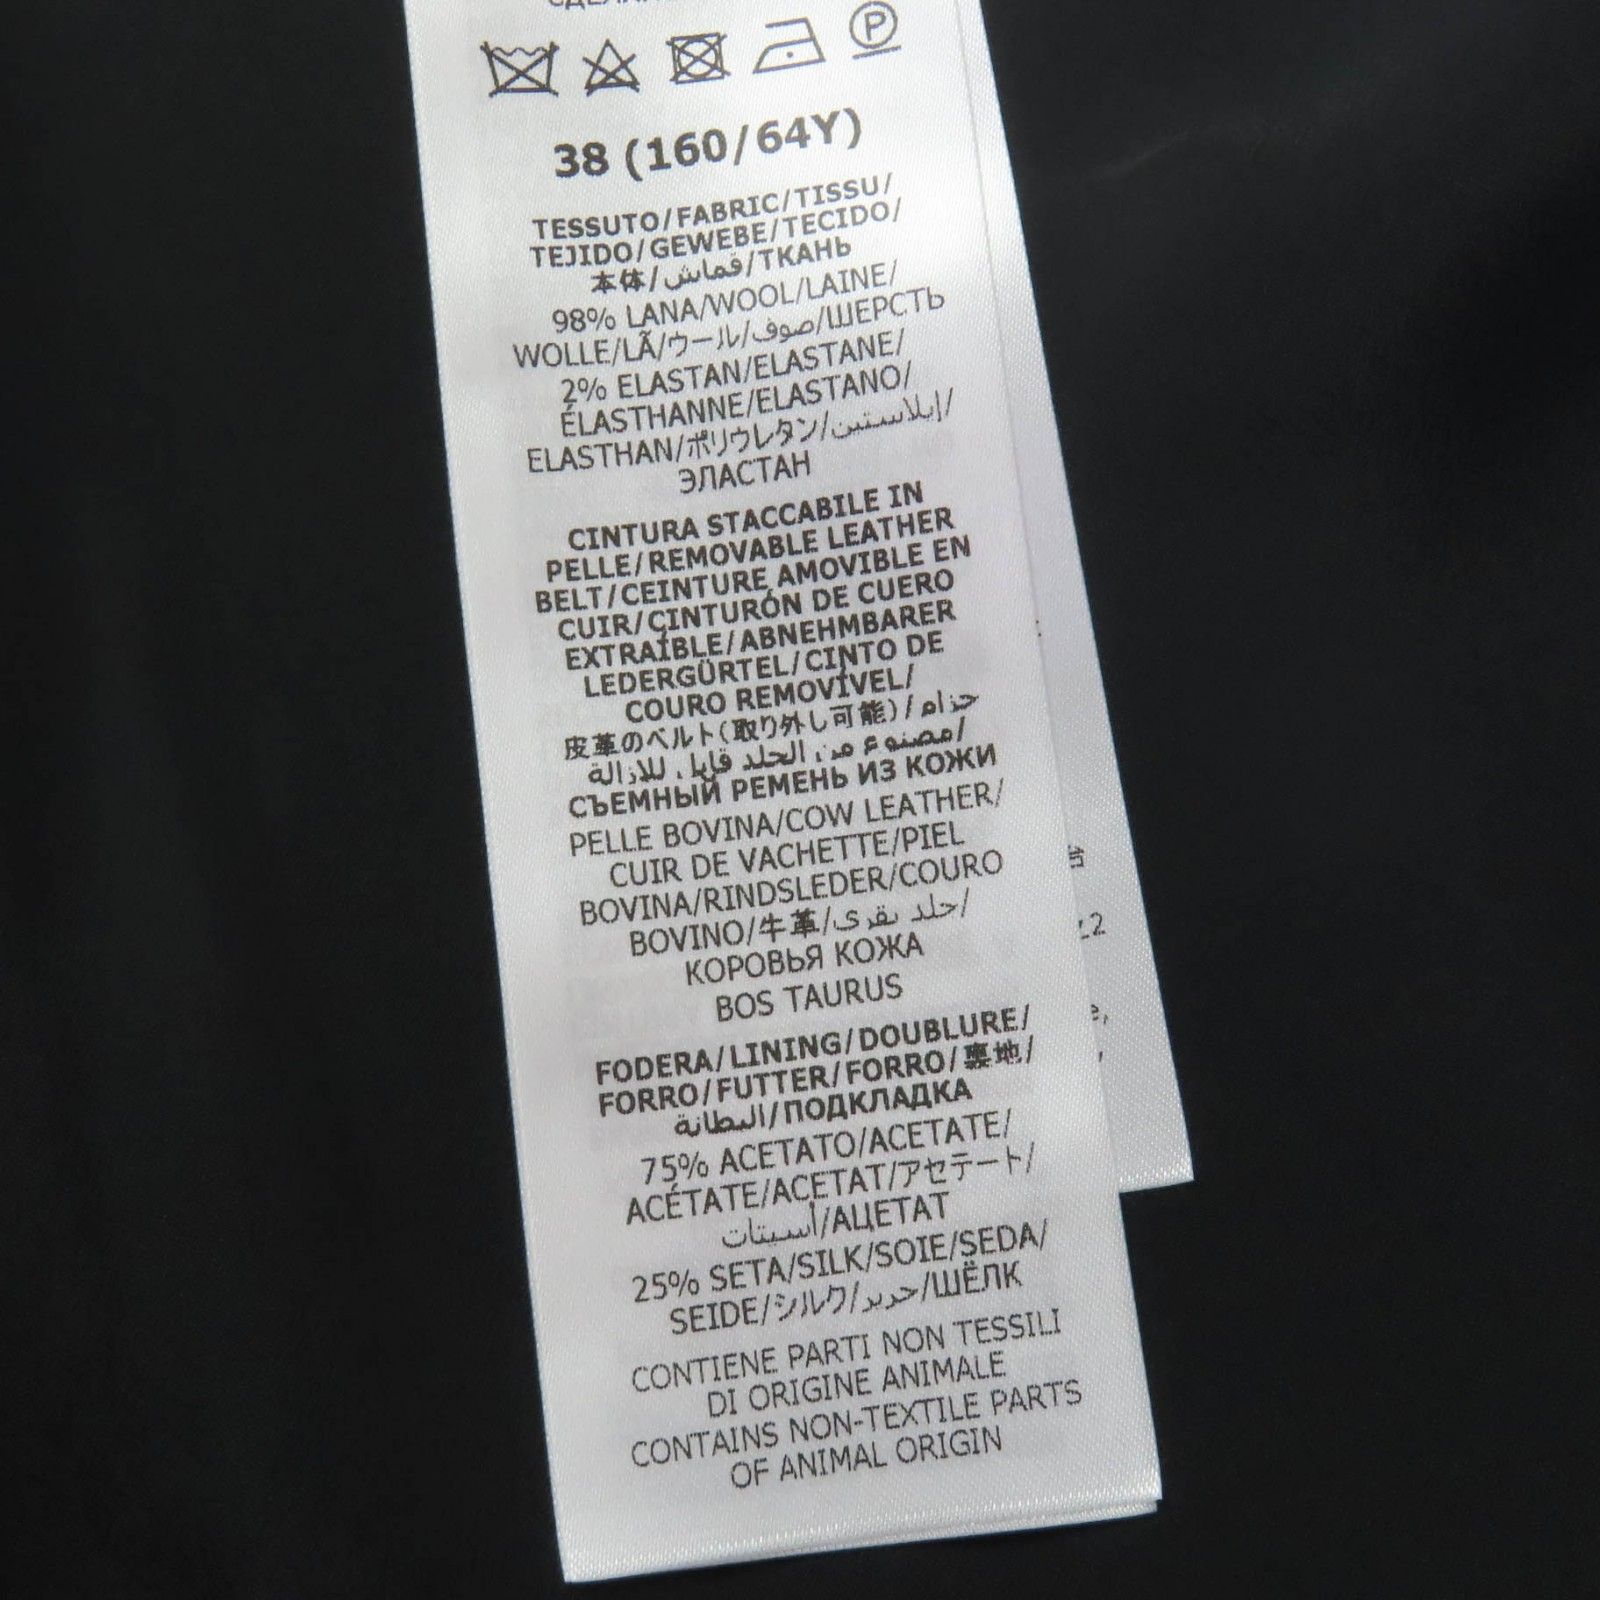 P
38 (160/64Y)
TESSUTO/FABRIC/TISSU/
TEJIDO/GEWEBE/TECIDO/
本体/قماش/ТКАНЬ
98% LANA/WOOL/LAINE/
WOLLE/LÃ/ウール/صوف/ШЕРСТЬ
2% ELASTAN/ELASTANE/
ÉLASTHANNE/ELASTANO/
ELASTHAN/ポリウレタン/إيلاستين/
ЭЛАСТАН
CINTURA STACCABILE IN
PELLE/REMOVABLE LEATHER
BELT/CEINTURE AMOVIBLE EN
CUIR/CINTURÓN DE CUERO
EXTRAÍBLE/ABNEHMBARER
LEDERGÜRTEL/CINTO DE
COURO REMOVÍVEL/
皮革のベルト(取り外し可能)/حزام
مصنوع من الجلد قابل للازالة/
СЪЕМНЫЙ РЕМЕНЬ ИЗ КОЖИ
PELLE BOVINA/COW LEATHER/
CUIR DE VACHETTE/PIEL
BOVINA/RINDSLEDER/COURO
BOVINO/牛革/جلد بقري/
КОРОВЬЯ КОЖА
BOS TAURUS
FODERA/LINING/DOUBLURE/
FORRO/FUTTER/FORRO/裏地/
البطانة/ПОДКЛАДКА
75% ACETATO/ACETATE/
ACÉTATE/ACETAT/アセテート/
أسيتات/АЦЕТАТ
25% SETA/SILK/SOIE/SEDA/
SEIDE/シルク/حرير/ШЁЛК
CONTIENE PARTI NON TESSILI
DI ORIGINE ANIMALE
CONTAINS NON-TEXTILE PARTS
OF ANIMAL ORIGIN